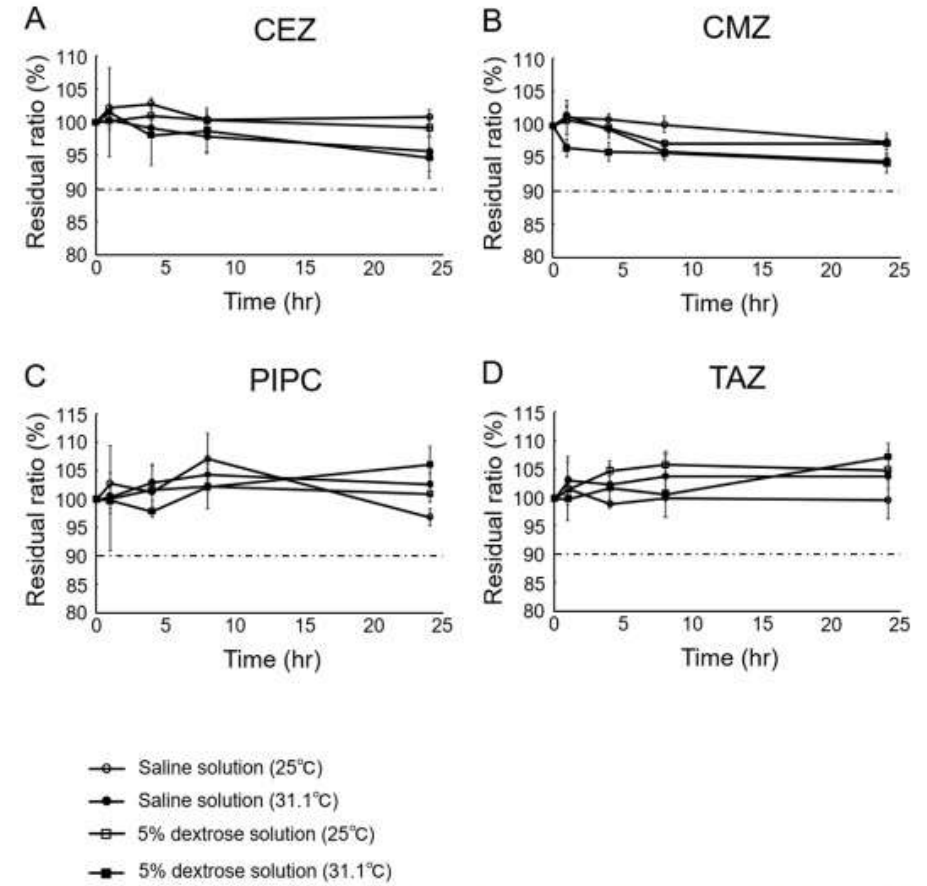 A
CEZ
Residual ratio (%)
110
105
100
95
90
85
80
0 5 10 15 20 25
Time (hr)
B
CMZ
Residual ratio (%)
110
105
100
95
90
85
80
0 5 10 15 20 25
Time (hr)
C
PIPC
Residual ratio (%)
115
110
105
100
95
90
85
80
0 5 10 15 20 25
Time (hr)
D
TAZ
Residual ratio (%)
115
110
105
100
95
90
85
80
0 5 10 15 20 25
Time (hr)
Saline solution (25℃)
Saline solution (31.1℃)
5% dextrose solution (25℃)
5% dextrose solution (31.1℃)